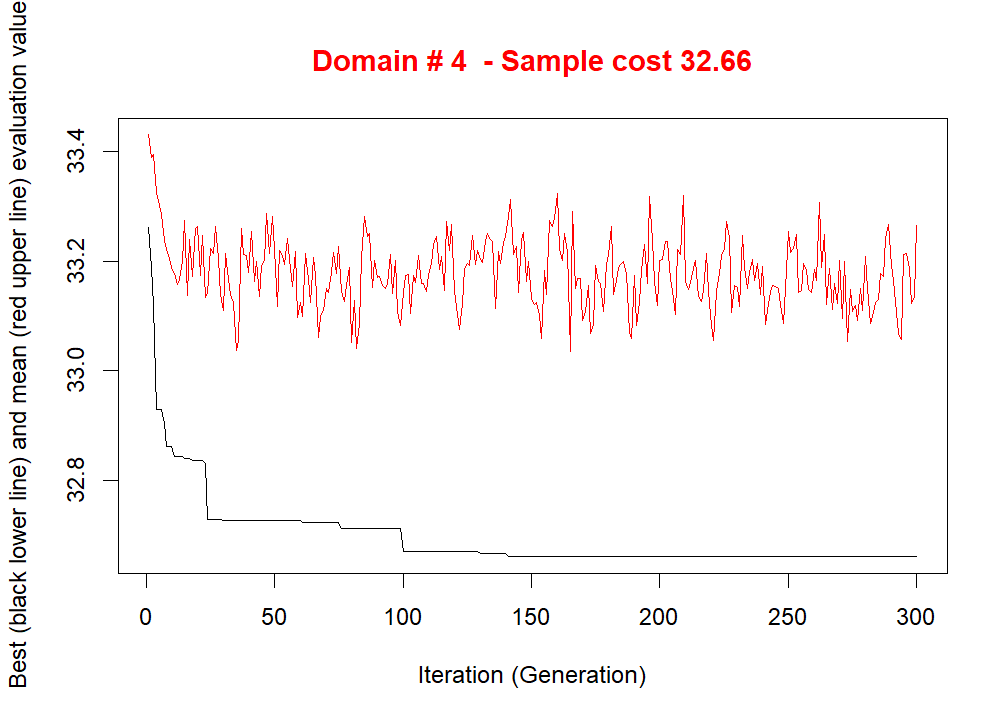 Domain # 4  - Sample cost 32.66
Best (black lower line) and mean (red upper line) evaluation value
33.4
33.2
33.0
32.8
0 50 100 150 200 250 300
Iteration (Generation)